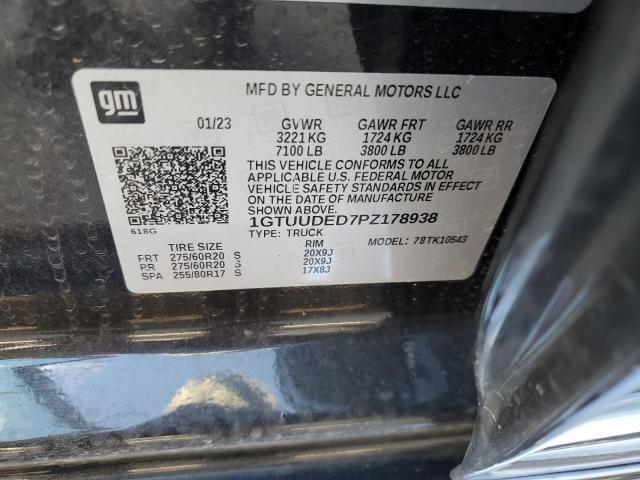 gm
MFD BY GENERAL MOTORS LLC
01/23 GVWR GAWR FRT GAWR RR
3221 KG 1724 KG 1724 KG
7100 LB 3800 LB 3800 LB
THIS VEHICLE CONFORMS TO ALL
APPLICABLE U.S. FEDERAL MOTOR
VEHICLE SAFETY STANDARDS IN EFFECT
ON THE DATE OF MANUFACTURE
SHOWN ABOVE.
618G
1GTUUDED7PZ178938
TYPE: TRUCK MODEL: 78TK10543
TIRE SIZE RIM
FRT 275/60R20 S 20X9J
RR 275/60R20 S 20X9J
SPA 255/80R17 S 17X8J